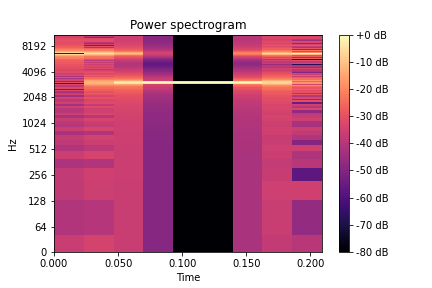 Power spectrogram
8192
4096
2048
1024
512
256
128
64
0
Hz
0.000 0.050 0.100 0.150 0.200
Time
+0 dB
-10 dB
-20 dB
-30 dB
-40 dB
-50 dB
-60 dB
-70 dB
-80 dB